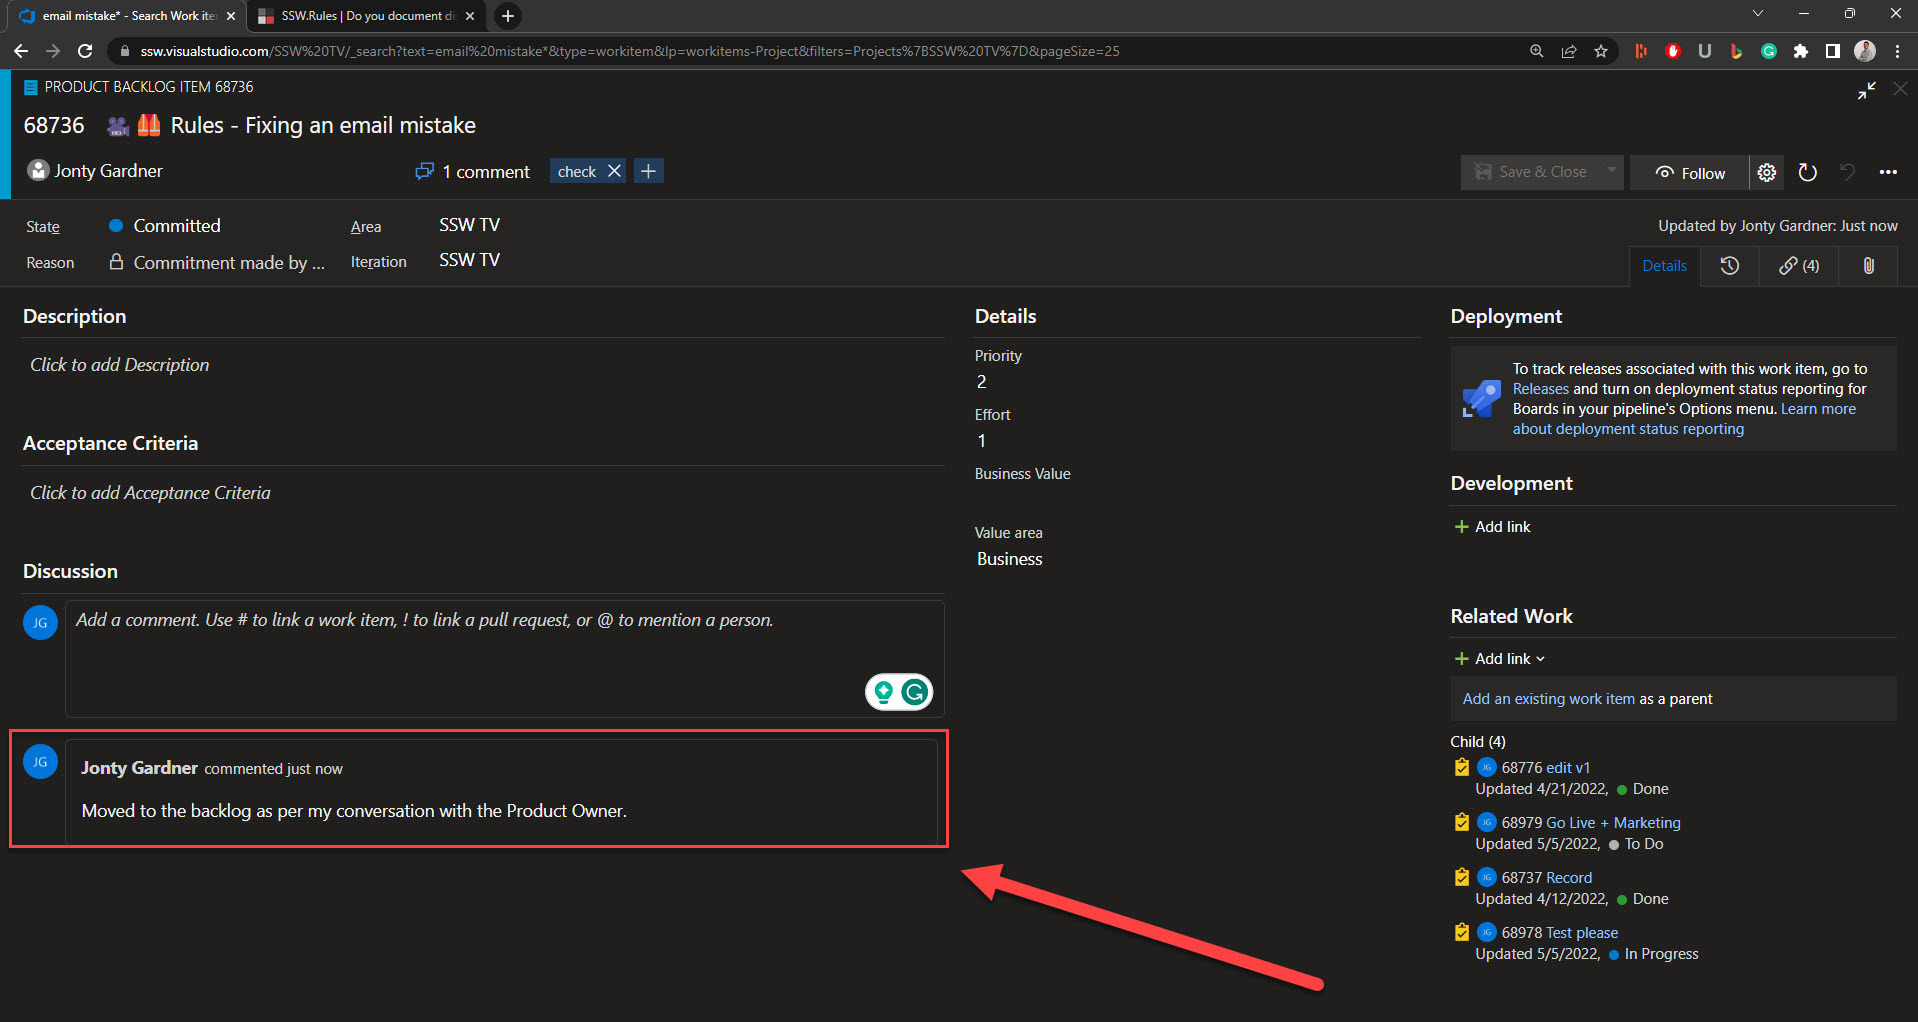 email mistake* - Search Work ite
SSW.Rules | Do you document di
ssw.visualstudio.com/SSW%20TV/_search?text=email%20mistake*&type=workitem&lp=workitems-Project&filters=Projects%7BSSW%20TV%7D&pageSize=25
PRODUCT BACKLOG ITEM 68736
68736 Rules - Fixing an email mistake
Jonty Gardner
1 comment
check
Save & Close
Follow
State
Committed
Area
SSW TV
Updated by Jonty Gardner: Just now
Reason
Commitment made by ...
Iteration
SSW TV
Details
(4)
Description
Click to add Description
Acceptance Criteria
Click to add Acceptance Criteria
Discussion
JG
Add a comment. Use # to link a work item, ! to link a pull request, or @ to mention a person.
JG
Jonty Gardner commented just now
Moved to the backlog as per my conversation with the Product Owner.
Details
Priority
2
Effort
1
Business Value
Value area
Business
Deployment
To track releases associated with this work item, go to
Releases and turn on deployment status reporting for
Boards in your pipeline's Options menu. Learn more
about deployment status reporting
Development
Add link
Related Work
Add link
Add an existing work item as a parent
Child (4)
JG 68776 edit v1
Updated 4/21/2022, Done
JG 68979 Go Live + Marketing
Updated 5/5/2022, To Do
JG 68737 Record
Updated 4/12/2022, Done
JG 68978 Test please
Updated 5/5/2022, In Progress